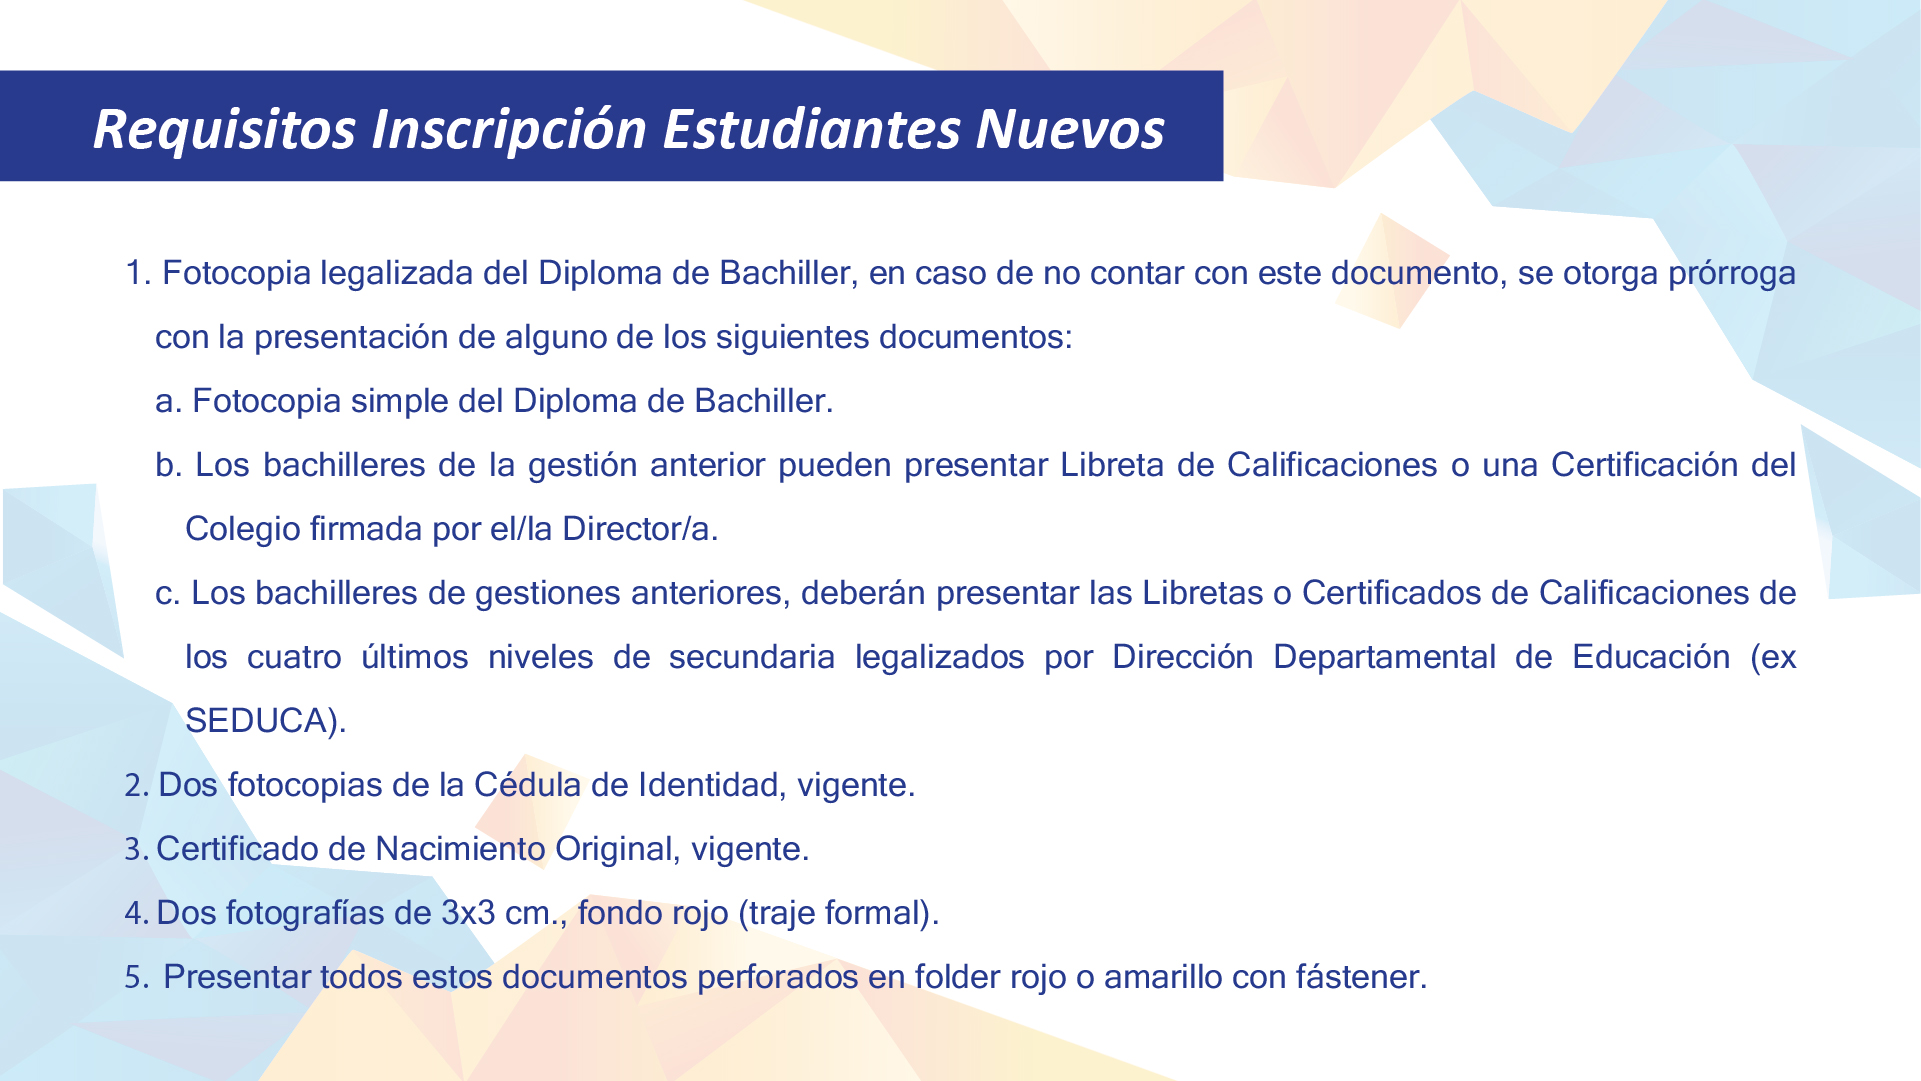 Requisitos Inscripción Estudiantes Nuevos
1. Fotocopia legalizada del Diploma de Bachiller, en caso de no contar con este documento, se otorga prórroga
con la presentación de alguno de los siguientes documentos:
a. Fotocopia simple del Diploma de Bachiller.
b. Los bachilleres de la gestión anterior pueden presentar Libreta de Calificaciones o una Certificación del
Colegio firmada por el/la Director/a.
c. Los bachilleres de gestiones anteriores, deberán presentar las Libretas o Certificados de Calificaciones de
los cuatro últimos niveles de secundaria legalizados por Dirección Departamental de Educación (ex
SEDUCA).
2. Dos fotocopias de la Cédula de Identidad, vigente.
3. Certificado de Nacimiento Original, vigente.
4. Dos fotografías de 3x3 cm., fondo rojo (traje formal).
5. Presentar todos estos documentos perforados en folder rojo o amarillo con fástener.